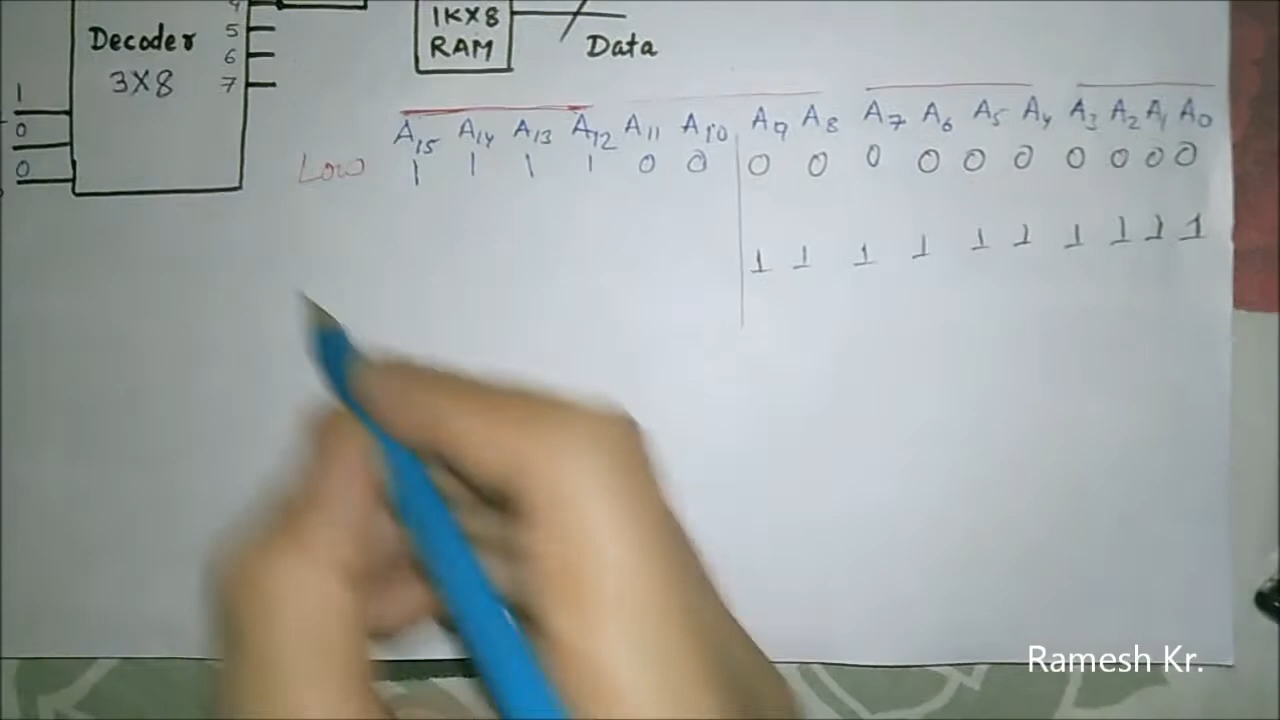 4
Decoder
3X8
5
6
7
1
0
0
1KX8
RAM
Data
A15 A14 A13 A12 A11 A10 A9 A8 A7 A6 A5 A4 A3 A2 A1 A0
Low 1 1 1 1 0 0 0 0 0 0 0 0 0 0 0 0
1 1 1 1 1 1 1 1 1 1
Ramesh Kr.